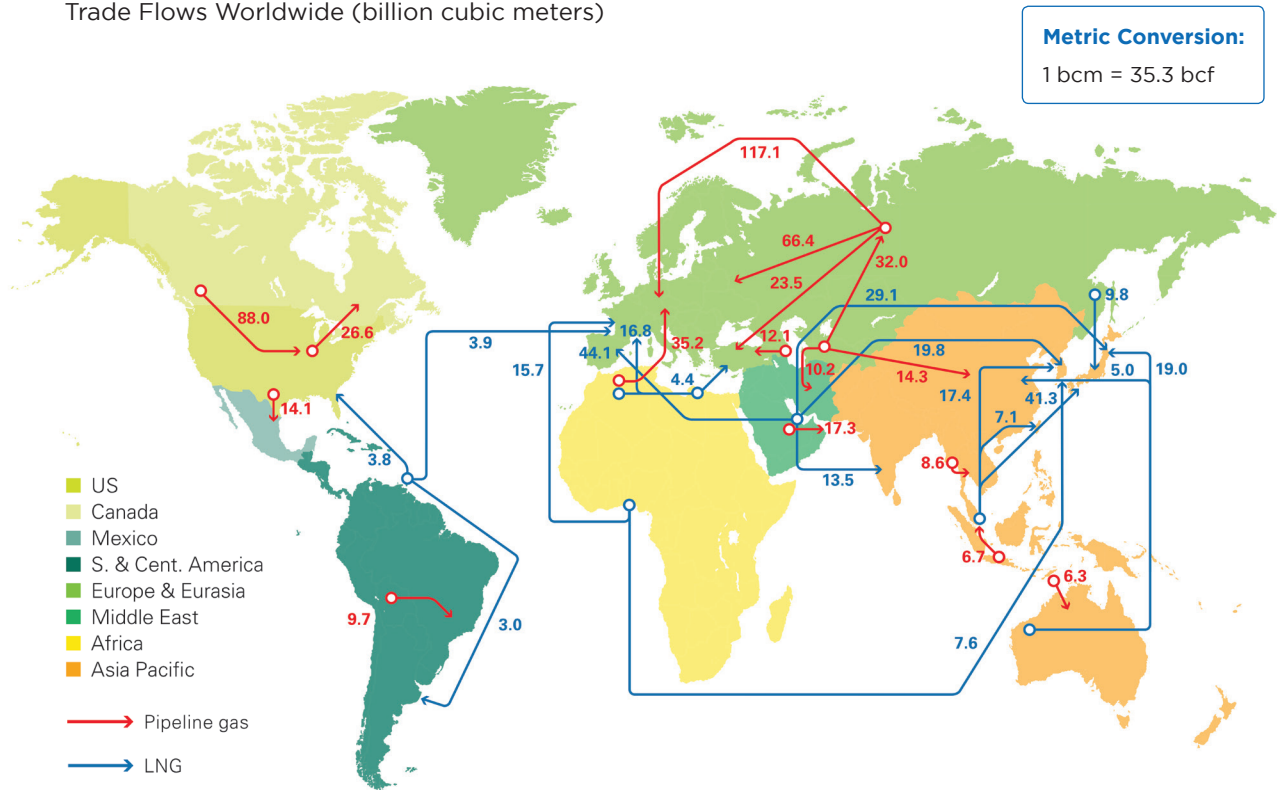 Trade Flows Worldwide (billion cubic meters)
Metric Conversion:
1 bcm = 35.3 bcf
117.1
66.4
32.0
23.5
88.0
26.6
29.1
9.8
3.9
16.8
35.2
12.1
19.8
44.1
15.7
4.4
10.2
14.3
17.4
41.3
5.0
19.0
14.1
7.1
17.3
3.8
8.6
13.5
US
Canada
Mexico
S. & Cent. America
Europe & Eurasia
Middle East
Africa
Asia Pacific
6.7
6.3
9.7
3.0
7.6
Pipeline gas
LNG